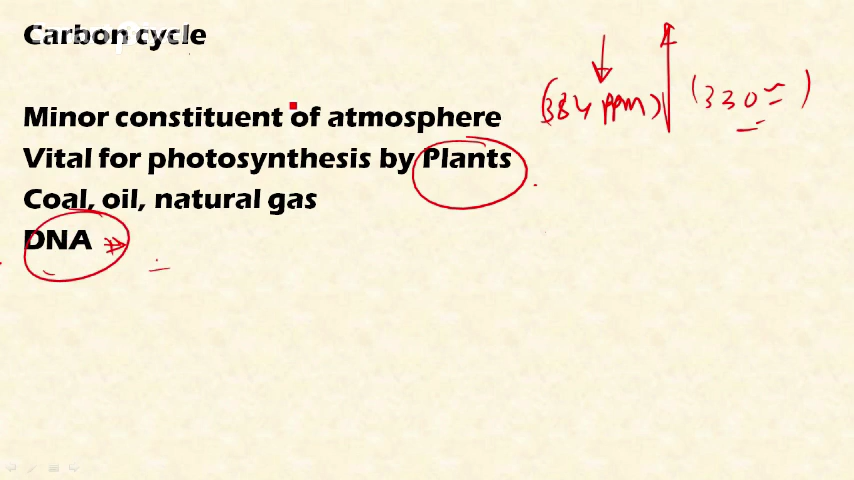 Carbon cycle
Minor constituent of atmosphere
Vital for photosynthesis by Plants
Coal, oil, natural gas
DNA
(384 ppm)
(330 )